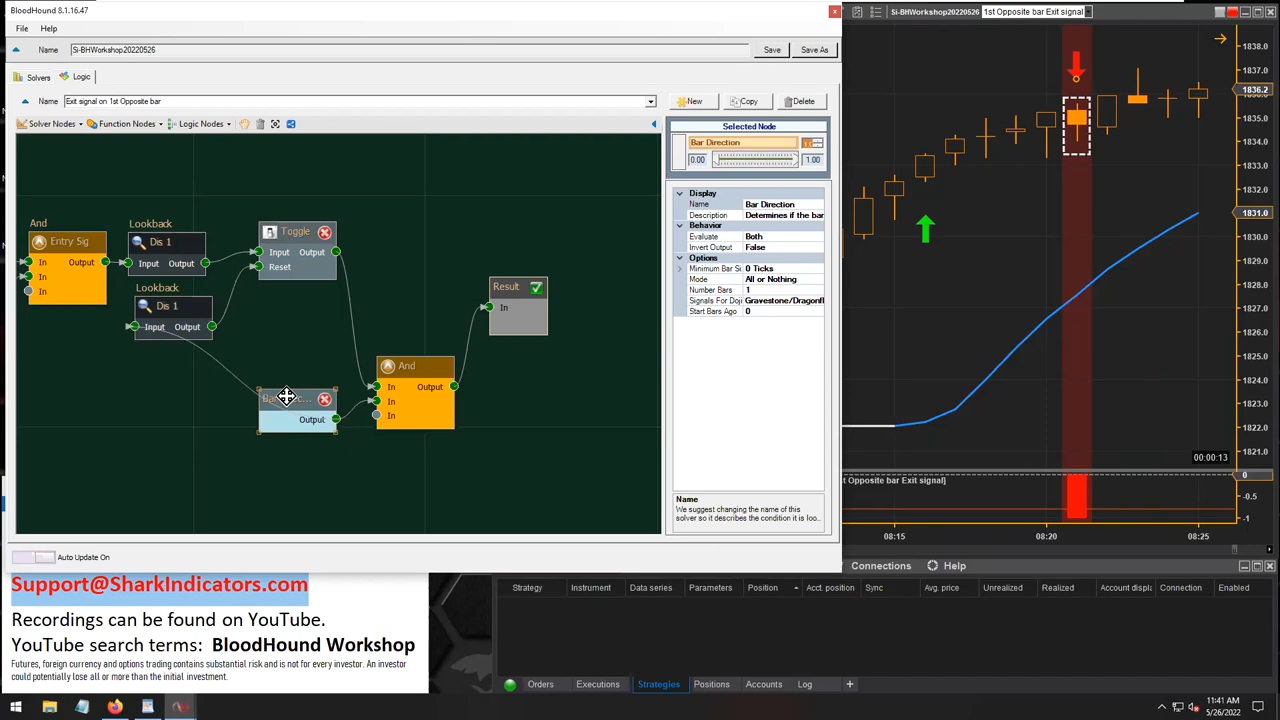 BloodHound 8.1.16.47
File Help
Name Si-BHWorkshop20220526 Save Save As
Solvers Logic
Name Exit signal on 1st Opposite bar New Copy Delete
Solver Nodes Function Nodes Logic Nodes
Selected Node
Bar Direction
0.00 1.00
Display
Name Bar Direction
Description Determines if the bar
Behavior
Evaluate Both
Invert Output False
Options
Minimum Bar Si 0 Ticks
Mode All or Nothing
Number Bars 1
Signals For Doji Gravestone/Dragonfl
Start Bars Ago 0
Name
We suggest changing the name of this
solver so it describes the condition it is loo...
And
Entry Sig
Output
In
In
In
Lookback
Dis 1
Input Output
Lookback
Dis 1
Input Output
Toggle
Input Output
Reset
Result
In
And
In Output
In
In
Output
Auto Update On
Si-BHWorkshop20220526 1st Opposite bar Exit signal
1838.0
1837.0
1836.2
1835.0
1834.0
1832.0
1831.0
1830.0
1829.0
1828.0
1827.0
1826.0
1825.0
1824.0
1823.0
1822.0
1821.0
00:00:13
t Opposite bar Exit signal]
0
-0.5
-1
08:15 08:20 08:25
Connections Help
Strategy Instrument Data series Parameters Position Acct. position Sync Avg. price Unrealized Realized Account displa Connection Enabled
Orders Executions Strategies Positions Accounts Log +
Support@SharkIndicators.com
Recordings can be found on YouTube.
YouTube search terms: BloodHound Workshop
Futures, foreign currency and options trading contains substantial risk and is not for every investor. An investor
could potentially lose all or more than the initial investment.
11:41 AM
5/26/2022